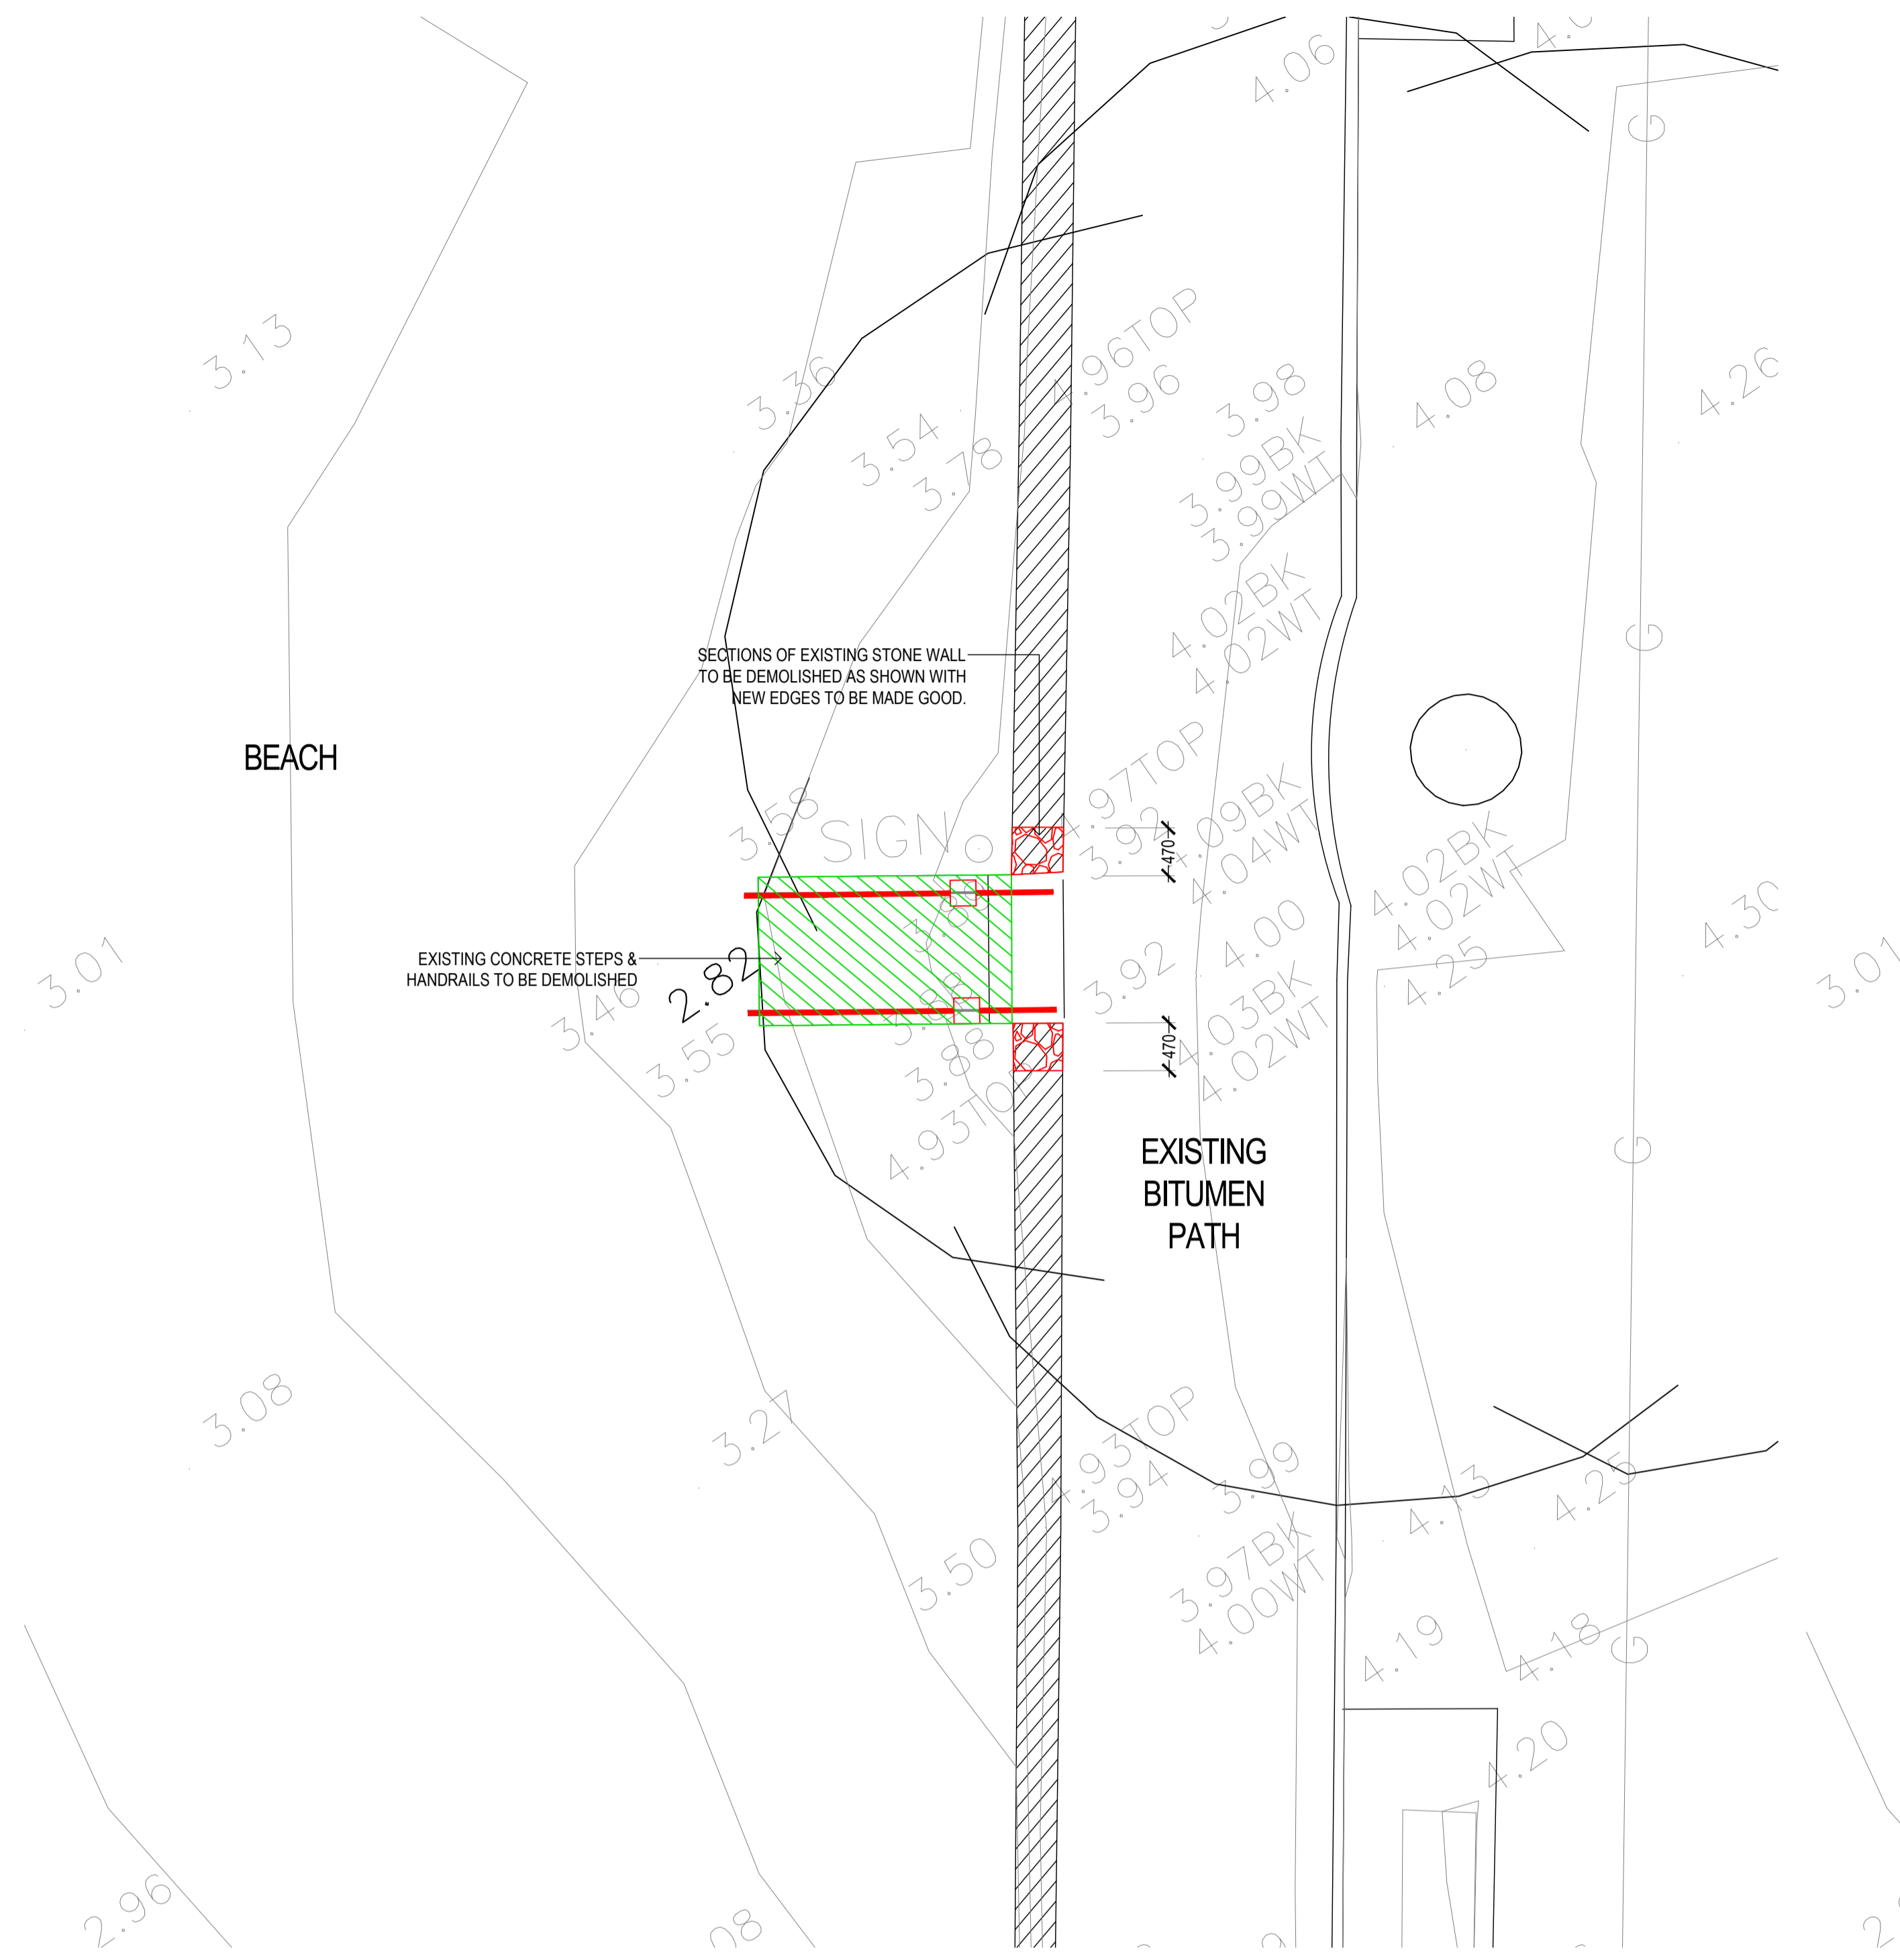 4.06
3.13
3.36
4.96TOP
3.96
3.98
4.08
4.26
3.54
3.78
3.99BK
3.99WT
4.02BK
4.02WT
SECTIONS OF EXISTING STONE WALL
TO BE DEMOLISHED AS SHOWN WITH
NEW EDGES TO BE MADE GOOD.
BEACH
G
G
3.58
SIGN
4.97TOP
3.92
4.09BK
4.04WT
470
4.02BK
4.02WT
4.25
4.30
3.01
EXISTING CONCRETE STEPS &
HANDRAILS TO BE DEMOLISHED
2.82
3.92
4.00
3.01
3.46
3.55
3.88
4.93TOP
4.03BK
4.02WT
470
EXISTING
BITUMEN
PATH
G
3.08
3.27
4.93TOP
3.94
3.99
4.13
4.25
3.50
3.97BK
4.00WT
4.19
4.18
G
4.20
2.96